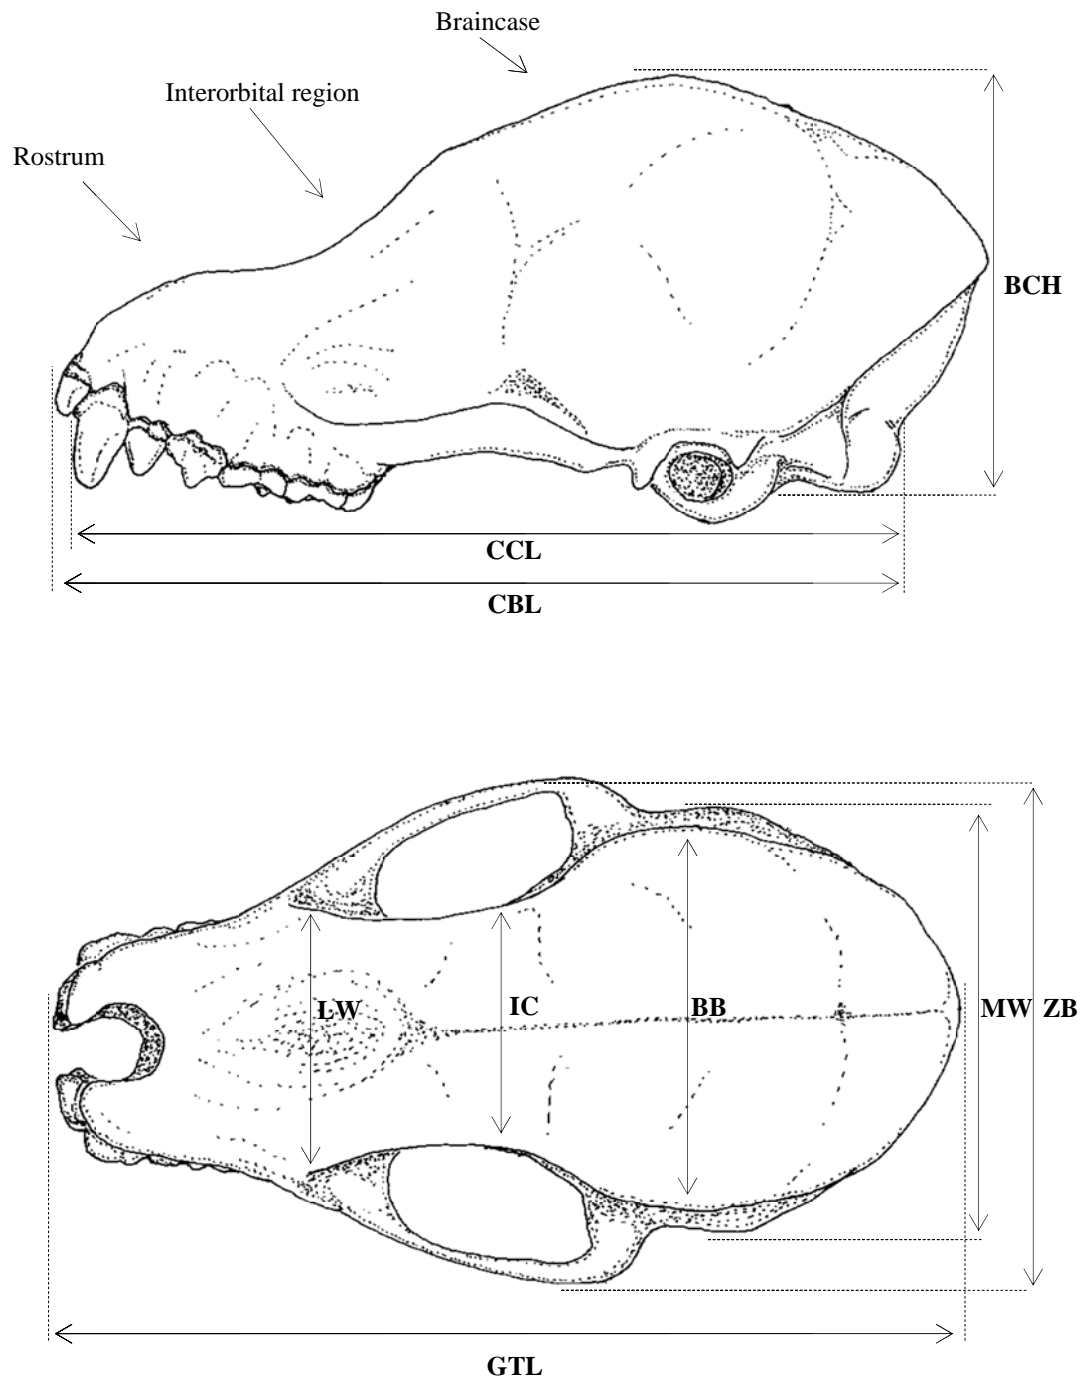 Braincase
Interorbital region
Rostrum
BCH
CCL
CBL
LW
IC
BB
MW
ZB
GTL